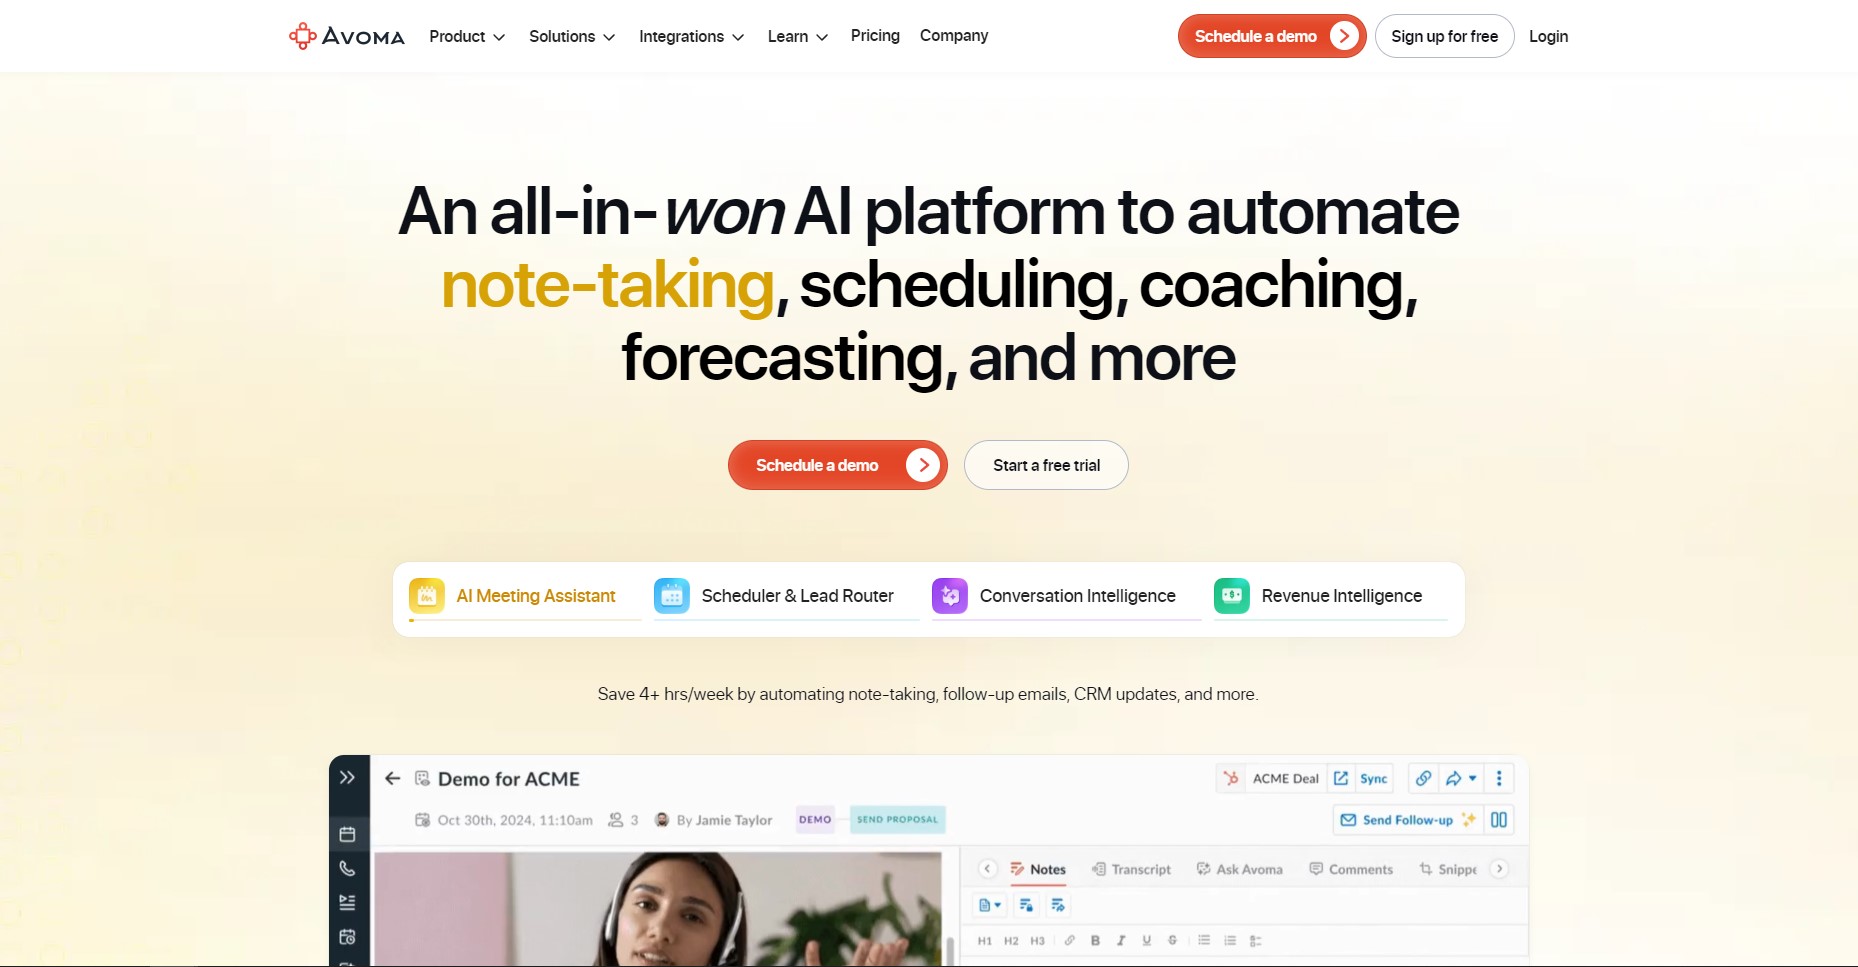 AVOMA
Product
Solutions
Integrations
Learn
Pricing
Company
Schedule a demo
Sign up for free
Login
An all-in-won AI platform to automate
note-taking, scheduling, coaching,
forecasting, and more
Schedule a demo
Start a free trial
AI Meeting Assistant
Scheduler & Lead Router
Conversation Intelligence
Revenue Intelligence
Save 4+ hrs/week by automating note-taking, follow-up emails, CRM updates, and more.
Demo for ACME
ACME Deal
Sync
Oct 30th, 2024, 11:10am
3
By Jamie Taylor
DEMO
SEND PROPOSAL
Send Follow-up
Notes
Transcript
Ask Avoma
Comments
Snippe
H1 H2 H3 B I U S